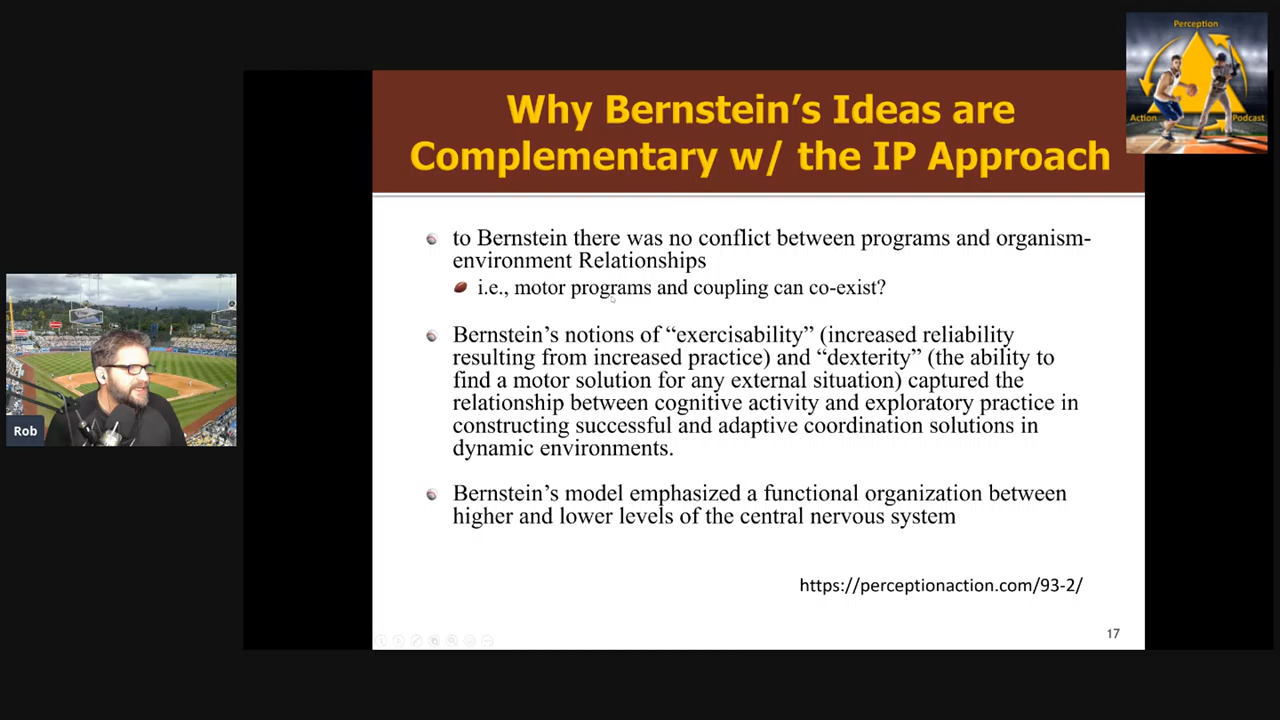 Perception
Action
Podcast
Why Bernstein's Ideas are
Complementary w/ the IP Approach
to Bernstein there was no conflict between programs and organism-
environment Relationships
i.e., motor programs and coupling can co-exist?
Bernstein's notions of “exercisability” (increased reliability
resulting from increased practice) and “dexterity” (the ability to
find a motor solution for any external situation) captured the
relationship between cognitive activity and exploratory practice in
constructing successful and adaptive coordination solutions in
dynamic environments.
Bernstein's model emphasized a functional organization between
higher and lower levels of the central nervous system
https://perceptionaction.com/93-2/
17
Rob